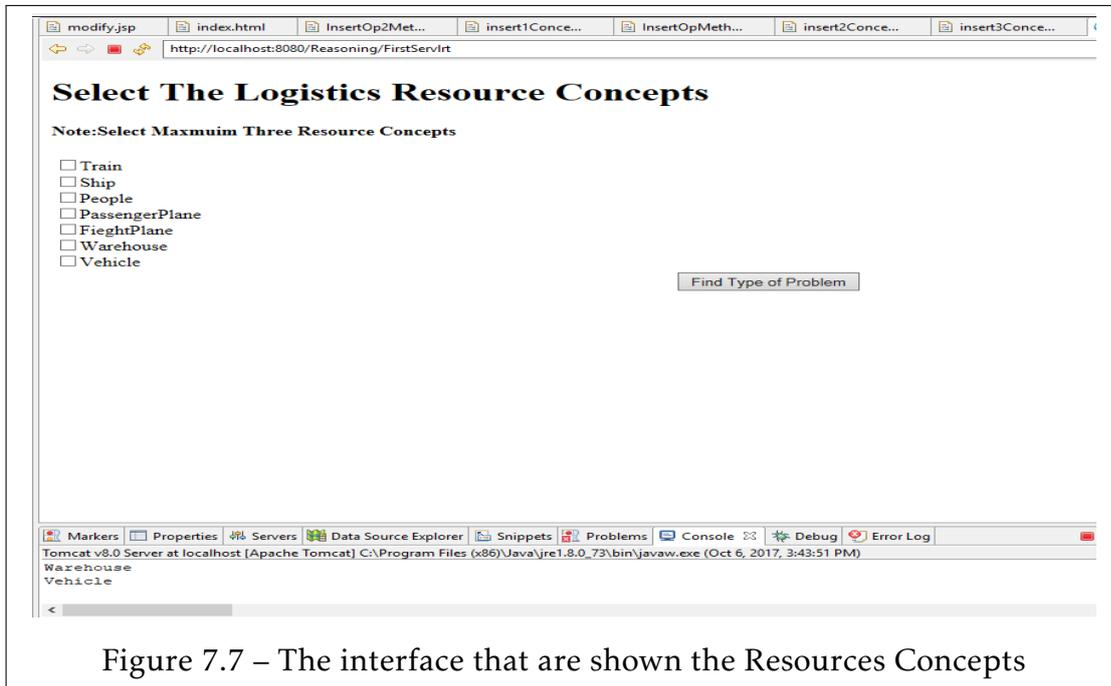 modify.jsp index.html InsertOp2Met... insert1Conce... InsertOpMeth... insert2Conce... insert3Conce...
http://localhost:8080/Reasoning/FirstServlrt
Select The Logistics Resource Concepts
Note:Select Maxmuim Three Resource Concepts
Train
Ship
People
PassengerPlane
FieghtPlane
Warehouse
Vehicle
Find Type of Problem
Markers Properties Servers Data Source Explorer Snippets Problems Console Debug Error Log
Tomcat v8.0 Server at localhost [Apache Tomcat] C:\Program Files (x86)\Java\jre1.8.0_73\bin\javaw.exe (Oct 6, 2017, 3:43:51 PM)
Warehouse
Vehicle
Figure 7.7 – The interface that are shown the Resources Concepts